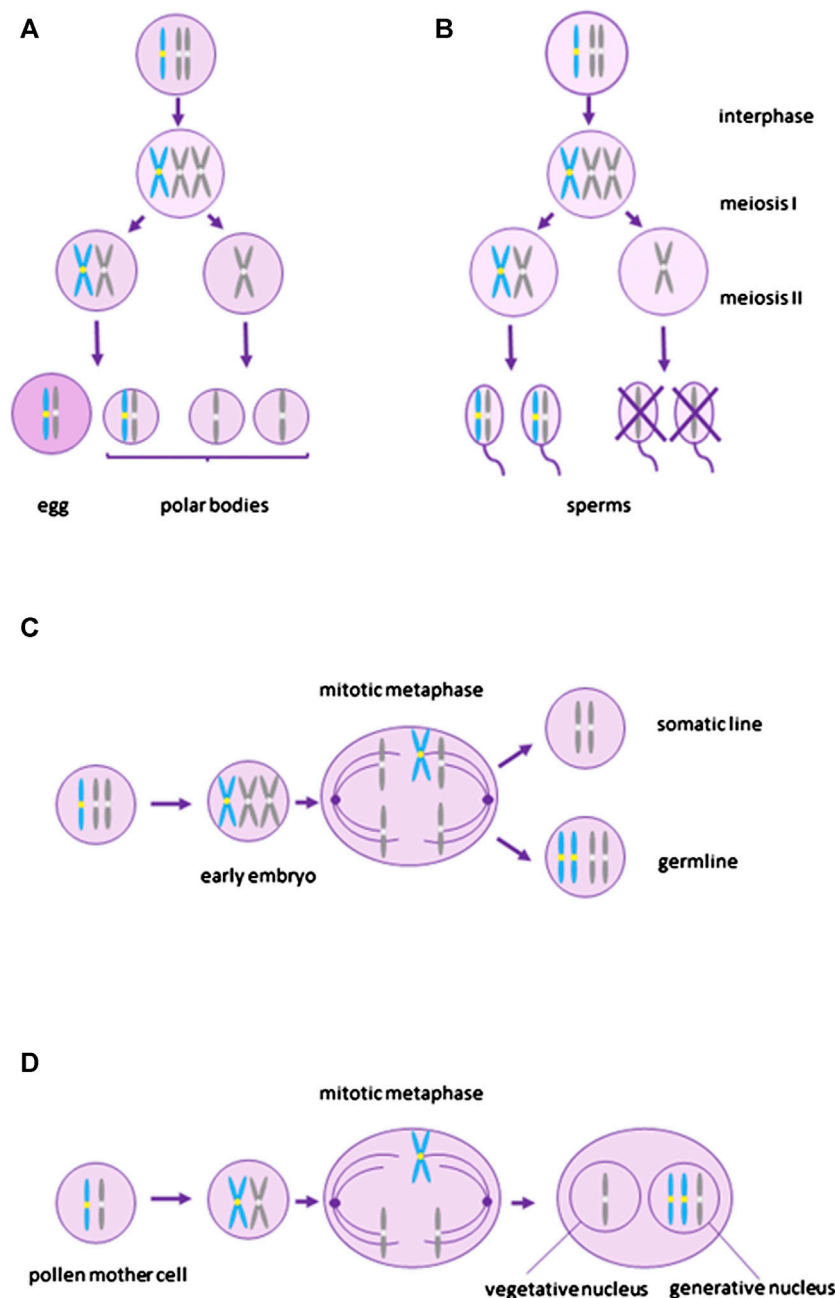 A
B
interphase
meiosis I
meiosis II
egg
polar bodies
sperms
C
mitotic metaphase
somatic line
early embryo
germline
D
mitotic metaphase
pollen mother cell
vegetative nucleus
generative nucleus